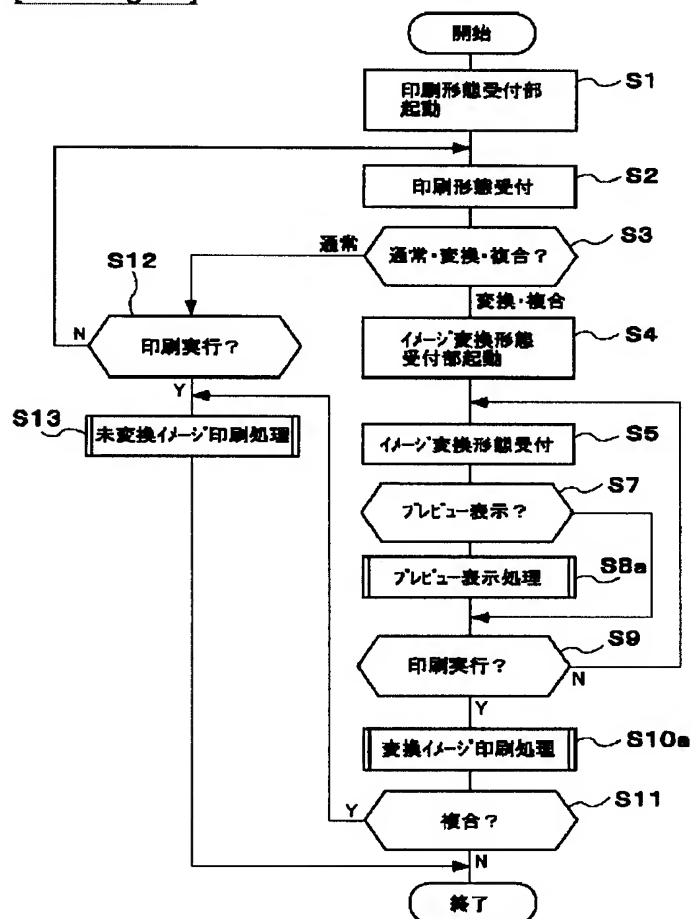 開始
印刷形態受付部
起動
S1
印刷形態受付
S2
通常・変換・複合?
S3
通常
変換・複合
S12
印刷実行?
N
Y
イメージ変換形態
受付部起動
S4
S13
未変換イメージ印刷処理
イメージ変換形態受付
S5
プレビュー表示?
S7
プレビュー表示処理
S8a
印刷実行?
S9
N
Y
変換イメージ印刷処理
S10a
複合?
S11
Y
N
終了